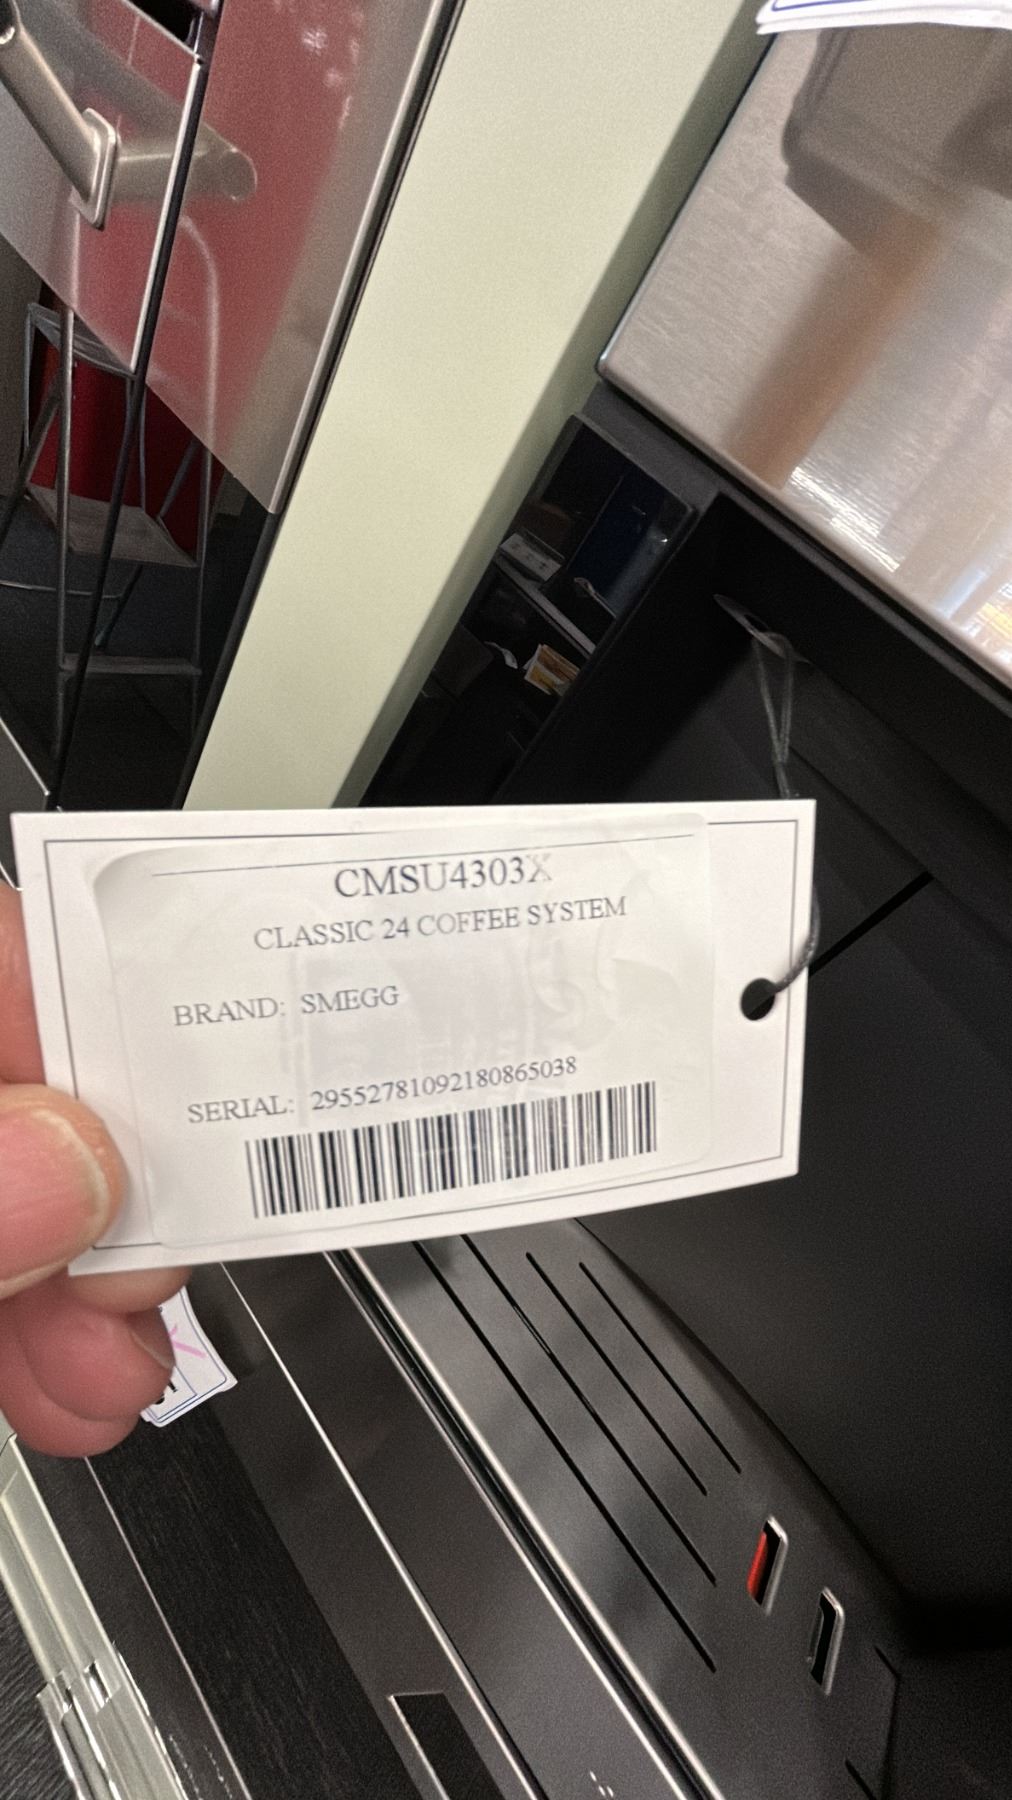 CMSU4303X
CLASSIC 24 COFFEE SYSTEM
BRAND: SMEGG
SERIAL: 29552781092180865038